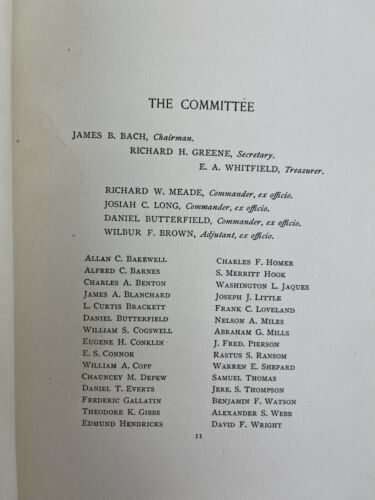 THE COMMITTEE
JAMES B. BACH, Chairman.
RICHARD H. GREENE, Secretary.
E. A. WHITFIELD, Treasurer.
RICHARD W. MEADE, Commander, ex officio.
JOSIAH C. LONG, Commander, ex officio.
DANIEL BUTTERFIELD, Commander, ex officio.
WILBUR F. BROWN, Adjutant, ex officio.
ALLAN C. BAKEWELL
ALFRED C. BARNES
CHARLES A. BENTON
JAMES A. BLANCHARD
L. CURTIS BRACKETT
DANIEL BUTTERFIELD
WILLIAM S. COGSWELL
EUGENE H. CONKLIN
E. S. CONNOR
WILLIAM A. COPP
CHAUNCEY M. DEPEW
DANIEL T. EVERTS
FREDERIC GALLATIN
THEODORE K. GIBBS
EDMUND HENDRICKS
CHARLES F. HOMER
S. MERRITT HOOK
WASHINGTON L. JAQUES
JOSEPH J. LITTLE
FRANK C. LOVELAND
NELSON A. MILES
ABRAHAM G. MILLS
J. FRED. PIERSON
RASTUS S. RANSOM
WARREN E. SHEPARD
SAMUEL THOMAS
JERE. S. THOMPSON
BENJAMIN F. WATSON
ALEXANDER S. WEBB
DAVID F. WRIGHT
11